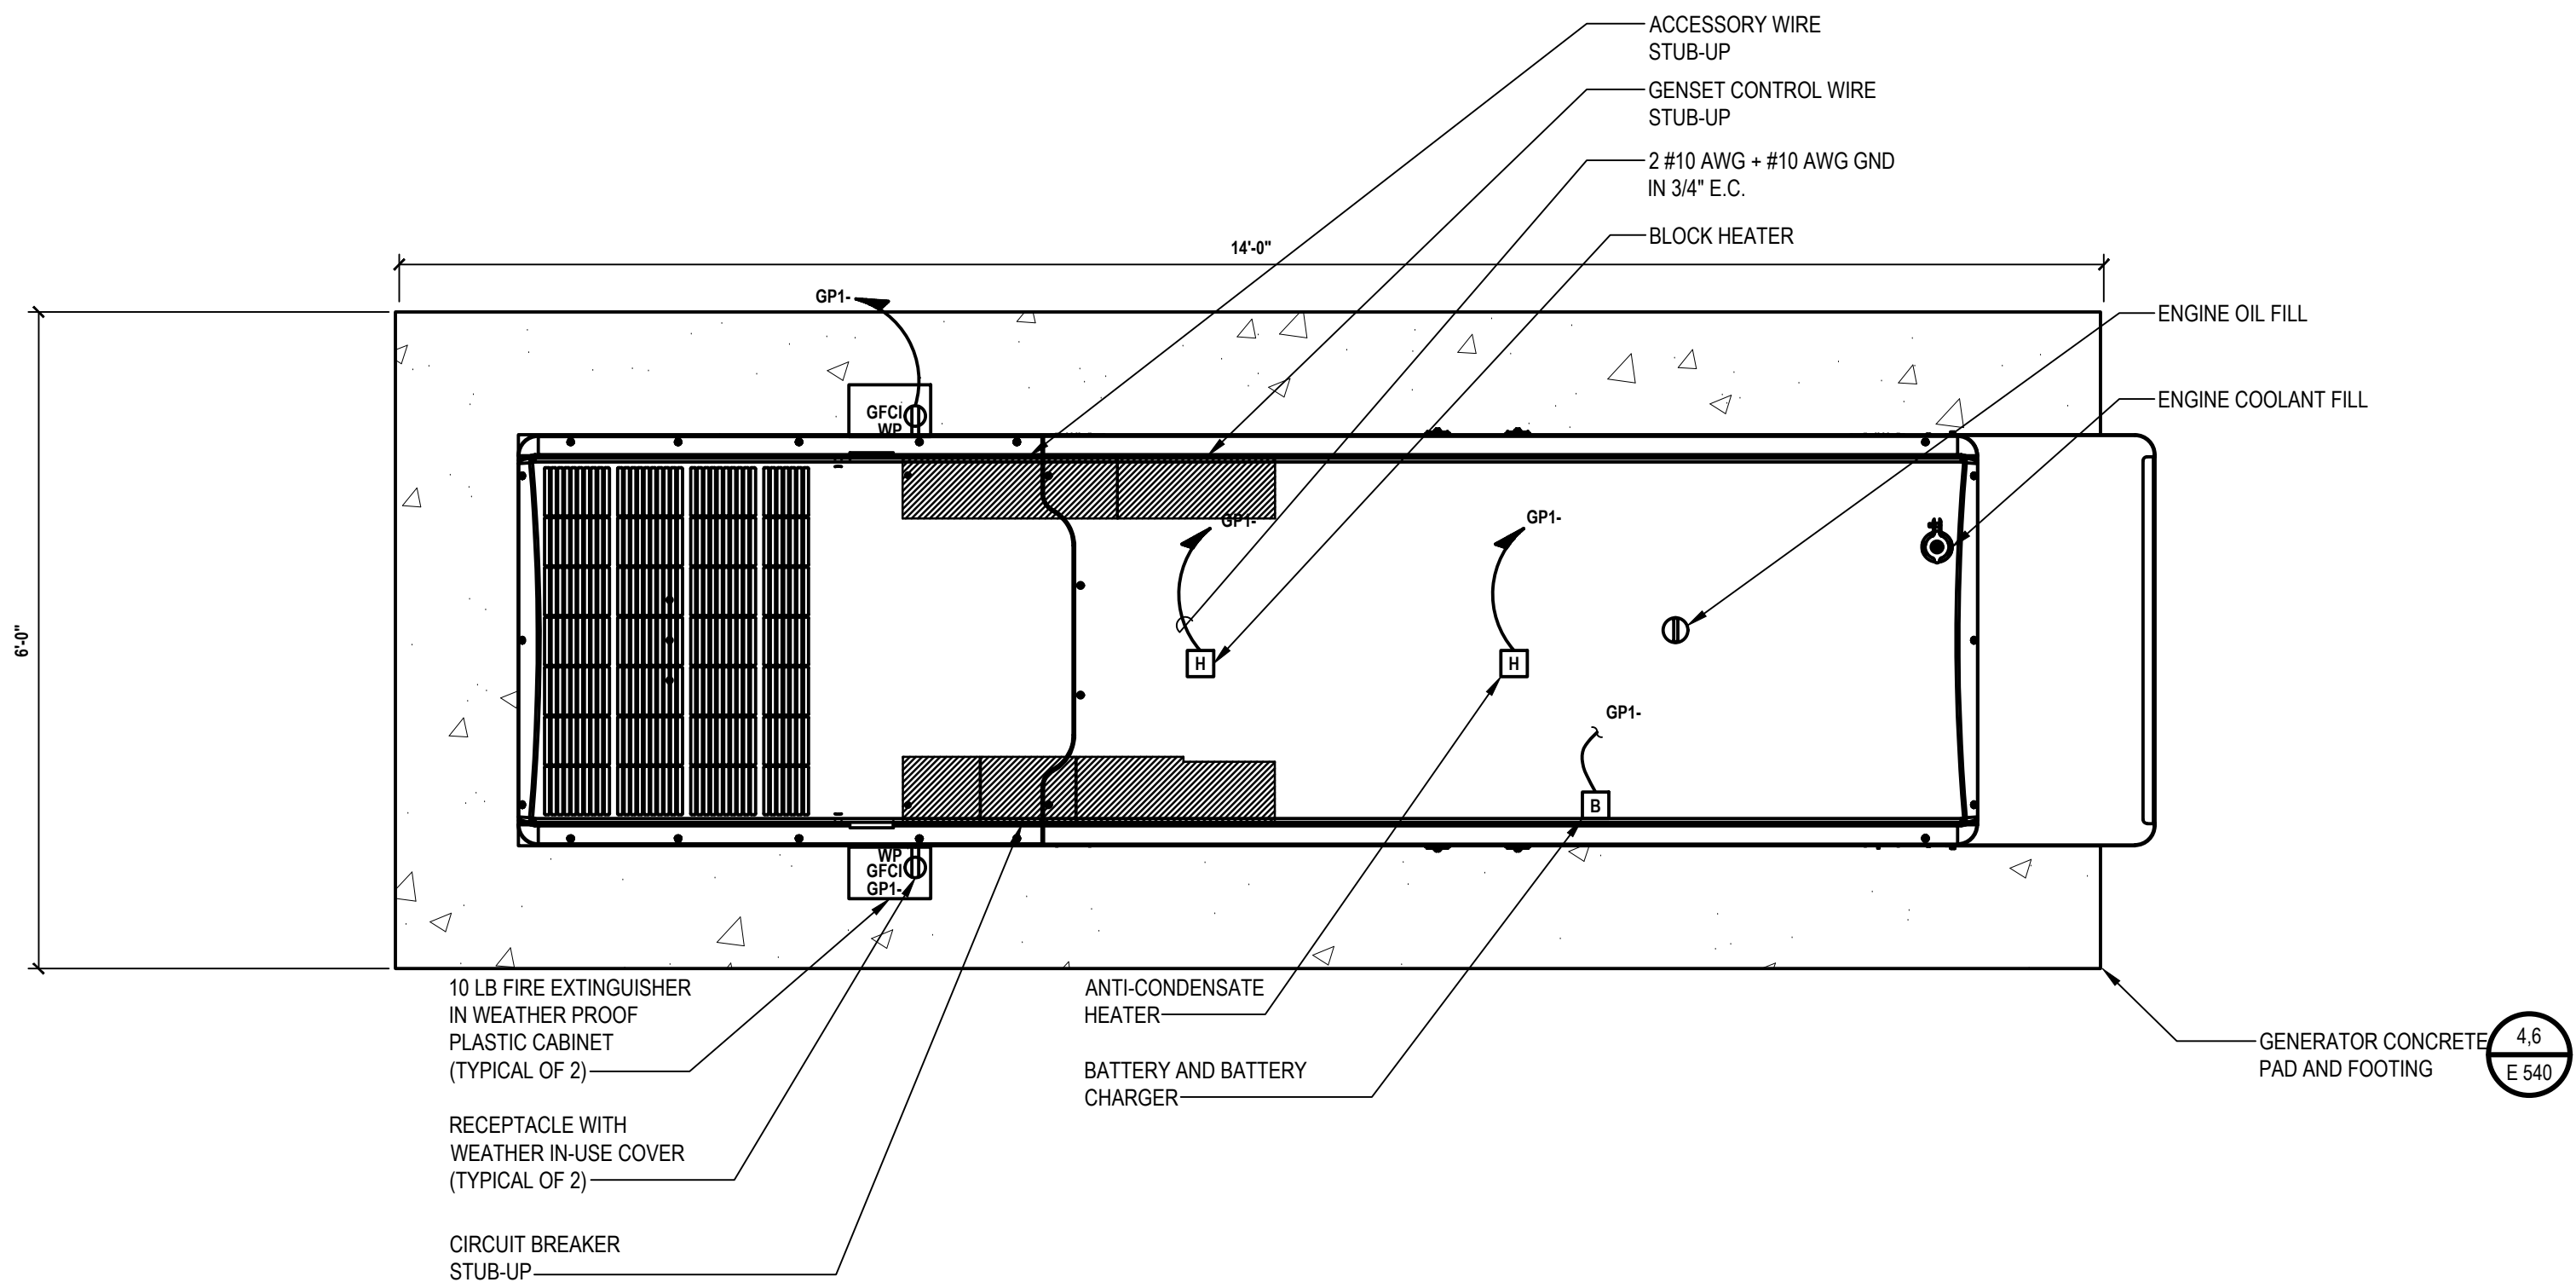 ACCESSORY WIRE
STUB-UP
GENSET CONTROL WIRE
STUB-UP
2 #10 AWG + #10 AWG GND
IN 3/4" E.C.
BLOCK HEATER
14'-0"
GP1-
ENGINE OIL FILL
ENGINE COOLANT FILL
GFCI
WP
GP1-
GP1-
6'-0"
H
H
GP1-
B
WP
GFCI
GP1-
10 LB FIRE EXTINGUISHER
IN WEATHER PROOF
PLASTIC CABINET
(TYPICAL OF 2)
ANTI-CONDENSATE
HEATER
GENERATOR CONCRETE
PAD AND FOOTING
4,6
E 540
BATTERY AND BATTERY
CHARGER
RECEPTACLE WITH
WEATHER IN-USE COVER
(TYPICAL OF 2)
CIRCUIT BREAKER
STUB-UP